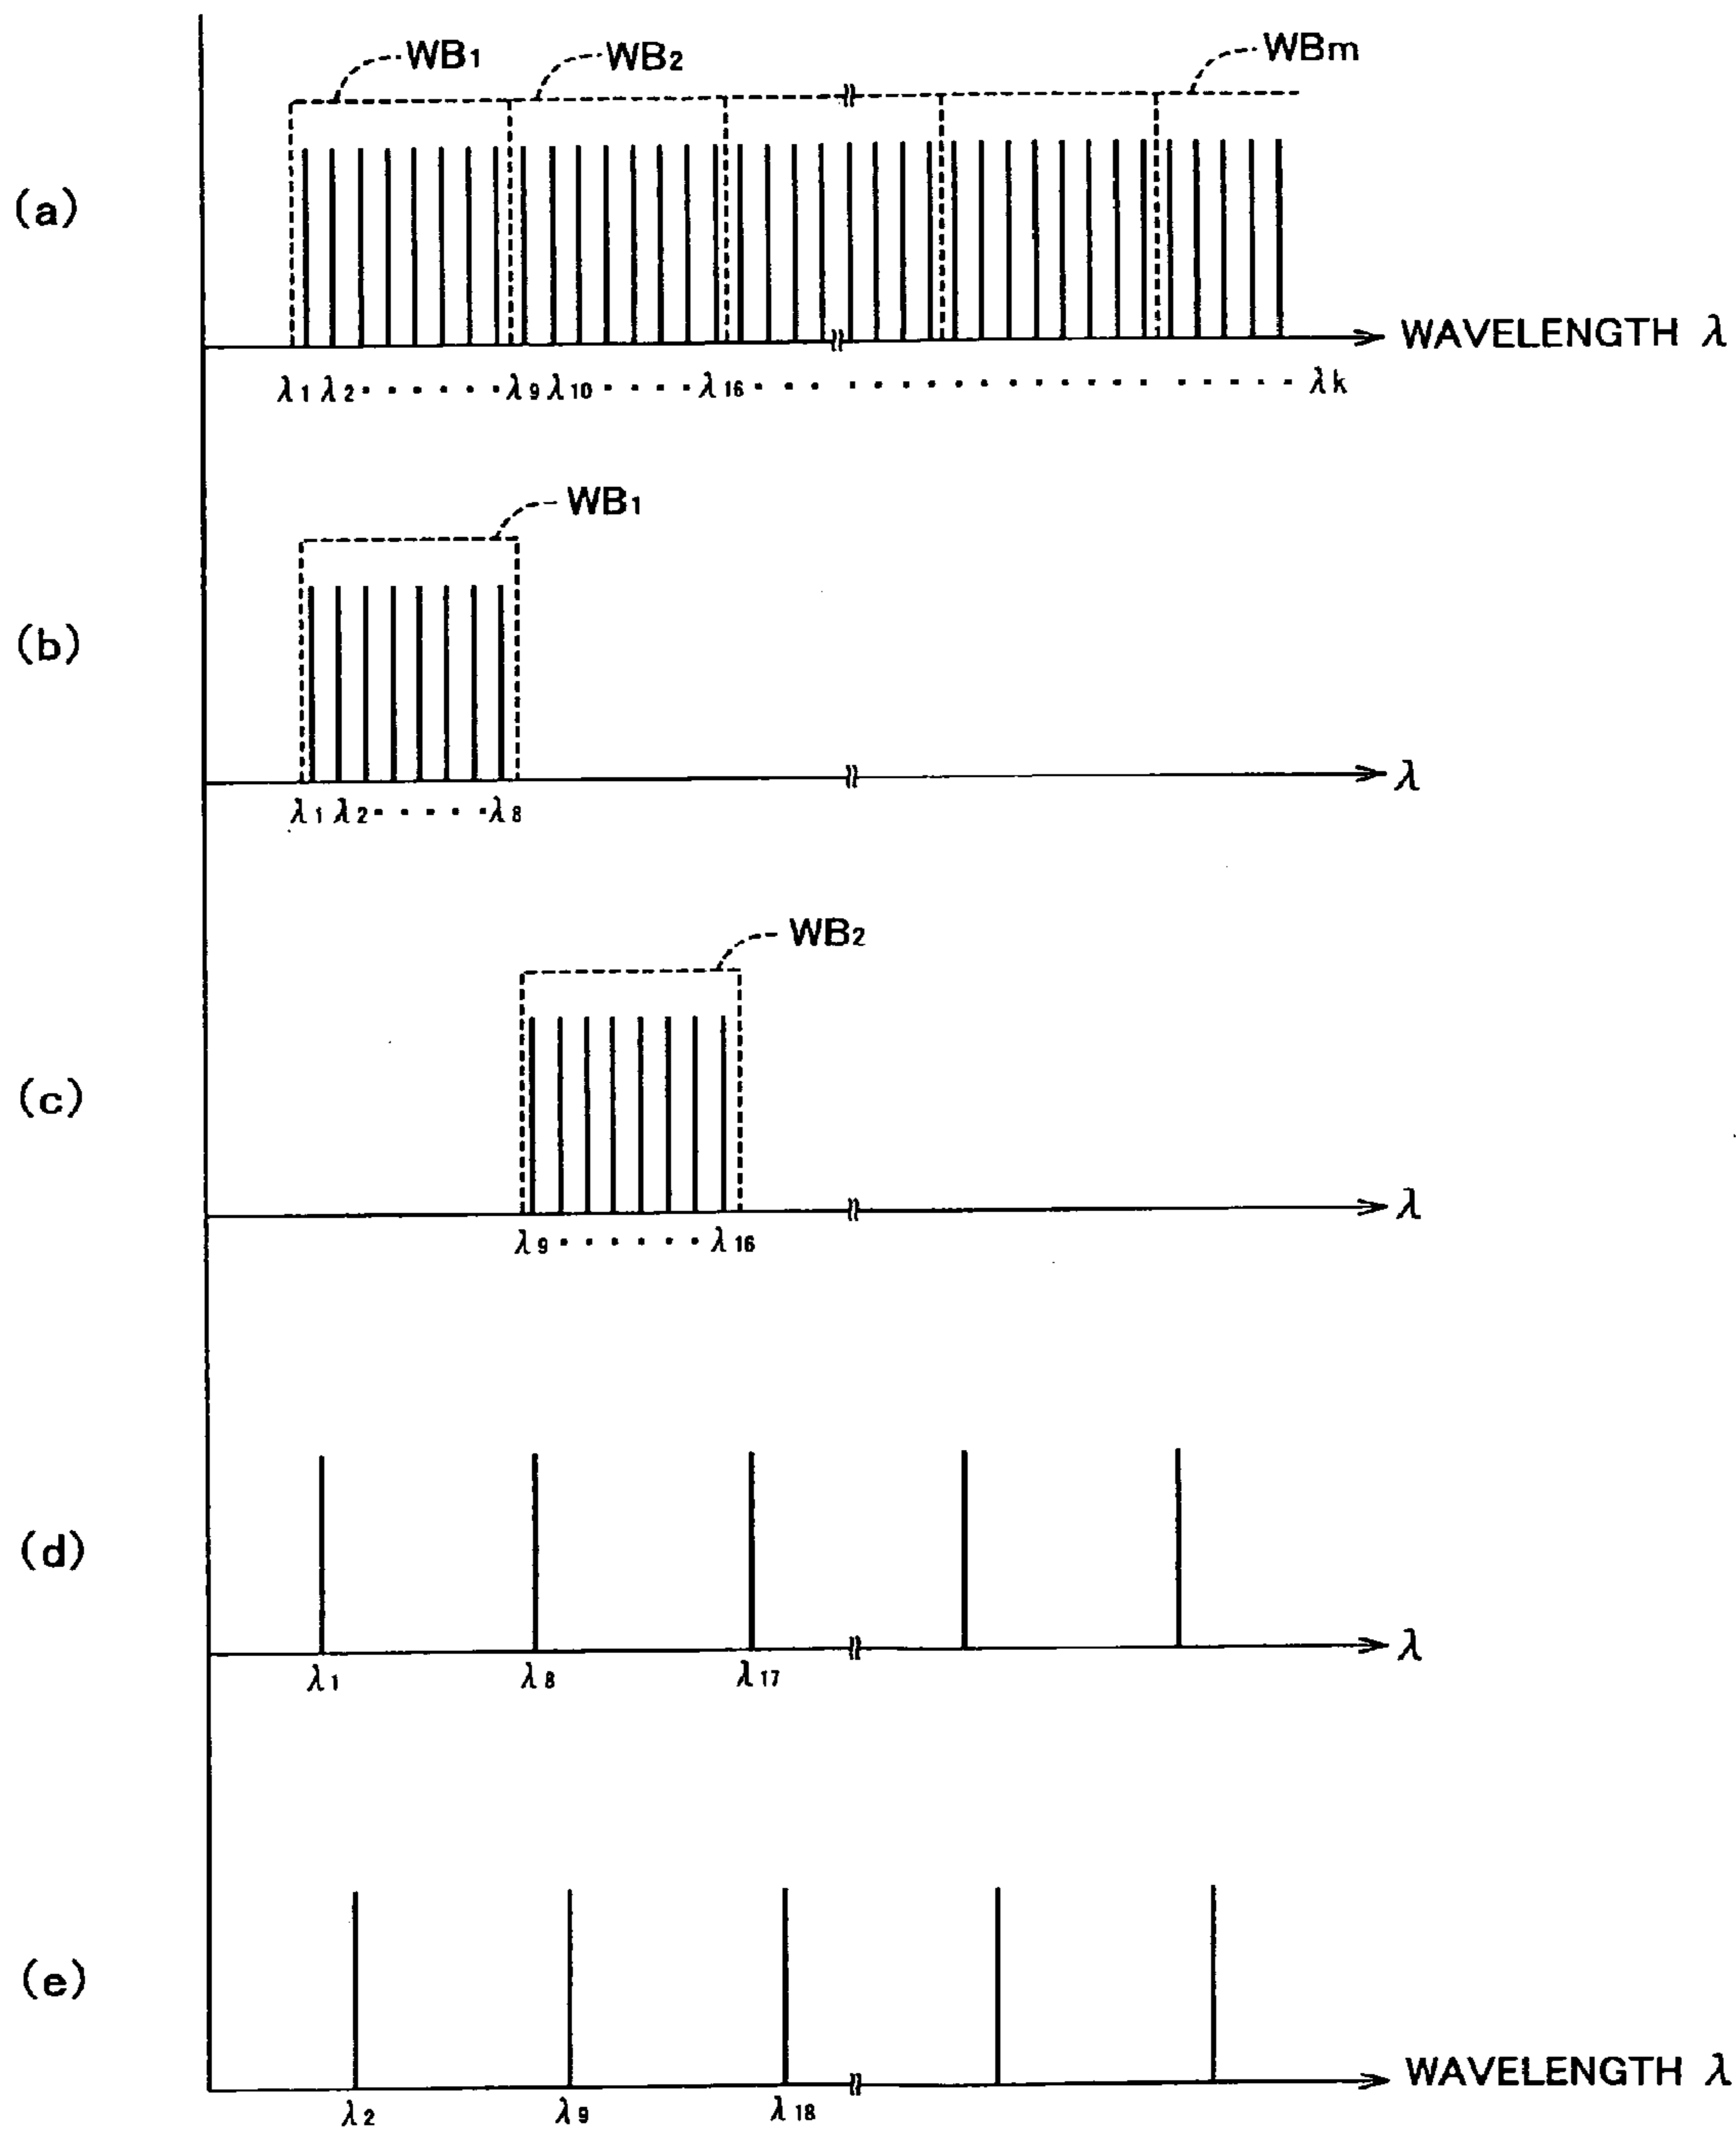 WB1 WB2 WBm
(a)
WAVELENGTH λ
λ1 λ2 · · · · · λ9 λ10 · · · · λ16 · · · · · · · · · · · · · · · · · · · · λk
WB1
(b)
λ
λ1 λ2 · · · · · λ8
WB2
(c)
λ
λ9 · · · · · · λ16
(d)
λ
λ1 λ8 λ17
(e)
WAVELENGTH λ
λ2 λ9 λ18